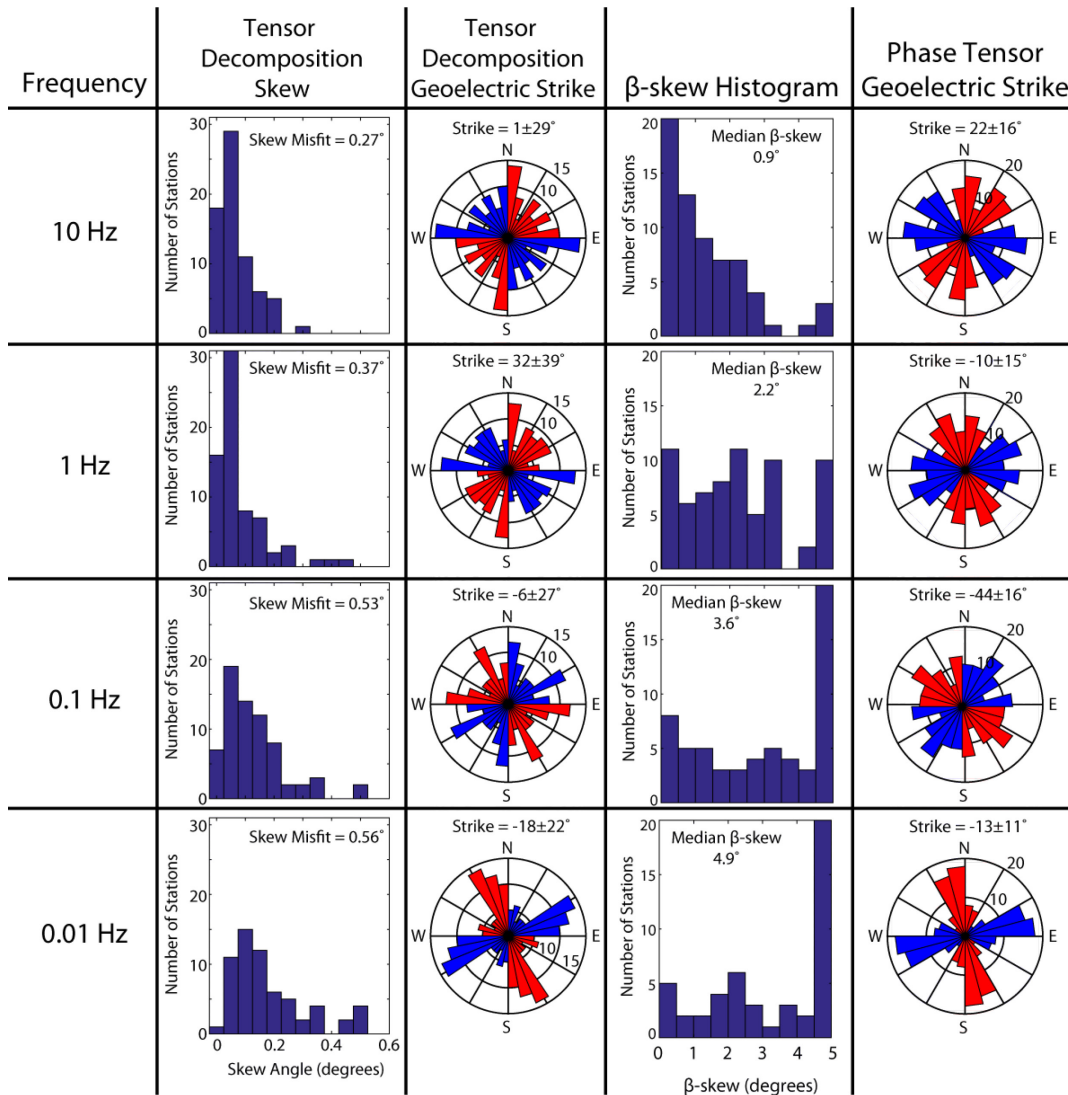 Frequency
Tensor
Decomposition
Skew
Tensor
Decomposition
Geoelectric Strike
β-skew Histogram
Phase Tensor
Geoelectric Strike
10 Hz
30
20
10
0
Number of Stations
Skew Misfit = 0.27°
Strike = 1±29°
N
15
10
W
E
S
20
15
10
5
0
Number of Stations
Median β-skew
0.9°
Strike = 22±16°
N
20
10
W
E
S
1 Hz
30
20
10
0
Number of Stations
Skew Misfit = 0.37°
Strike = 32±39°
N
15
10
W
E
S
20
15
10
5
0
Number of Stations
Median β-skew
2.2°
Strike = -10±15°
N
20
10
W
E
S
0.1 Hz
30
20
10
0
Number of Stations
Skew Misfit = 0.53°
Strike = -6±27°
N
15
10
W
E
S
20
15
10
5
0
Number of Stations
Median β-skew
3.6°
Strike = -44±16°
N
20
10
W
E
S
0.01 Hz
30
20
10
0
Number of Stations
Skew Misfit = 0.56°
0 0.2 0.4 0.6
Skew Angle (degrees)
Strike = -18±22°
N
W
E
10
15
S
20
15
10
5
0
Number of Stations
Median β-skew
4.9°
0 1 2 3 4 5
β-skew (degrees)
Strike = -13±11°
N
20
10
W
E
S